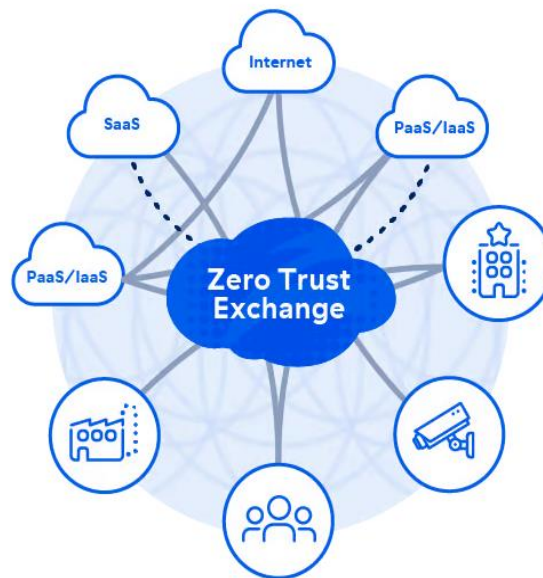 Internet
SaaS
PaaS/IaaS
PaaS/IaaS
Zero Trust
Exchange